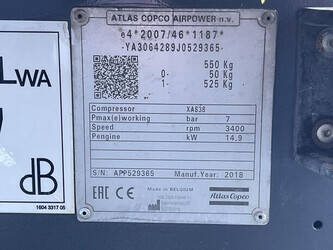 ATLAS COPCO AIRPOWER n.v.
e4*2007/46*1187*
-YA3064289J0529365-
550 Kg
0 50 Kg
1 525 Kg
Compressor XAS38
Pmax(e)working bar 7
Speed rpm 3400
Pengine kW 14.9
S/N: APP529365 Manuf.Year 2018
EAC CE Made in BELGIUM
Atlas Copco
LWA
dB
1604 3317 05